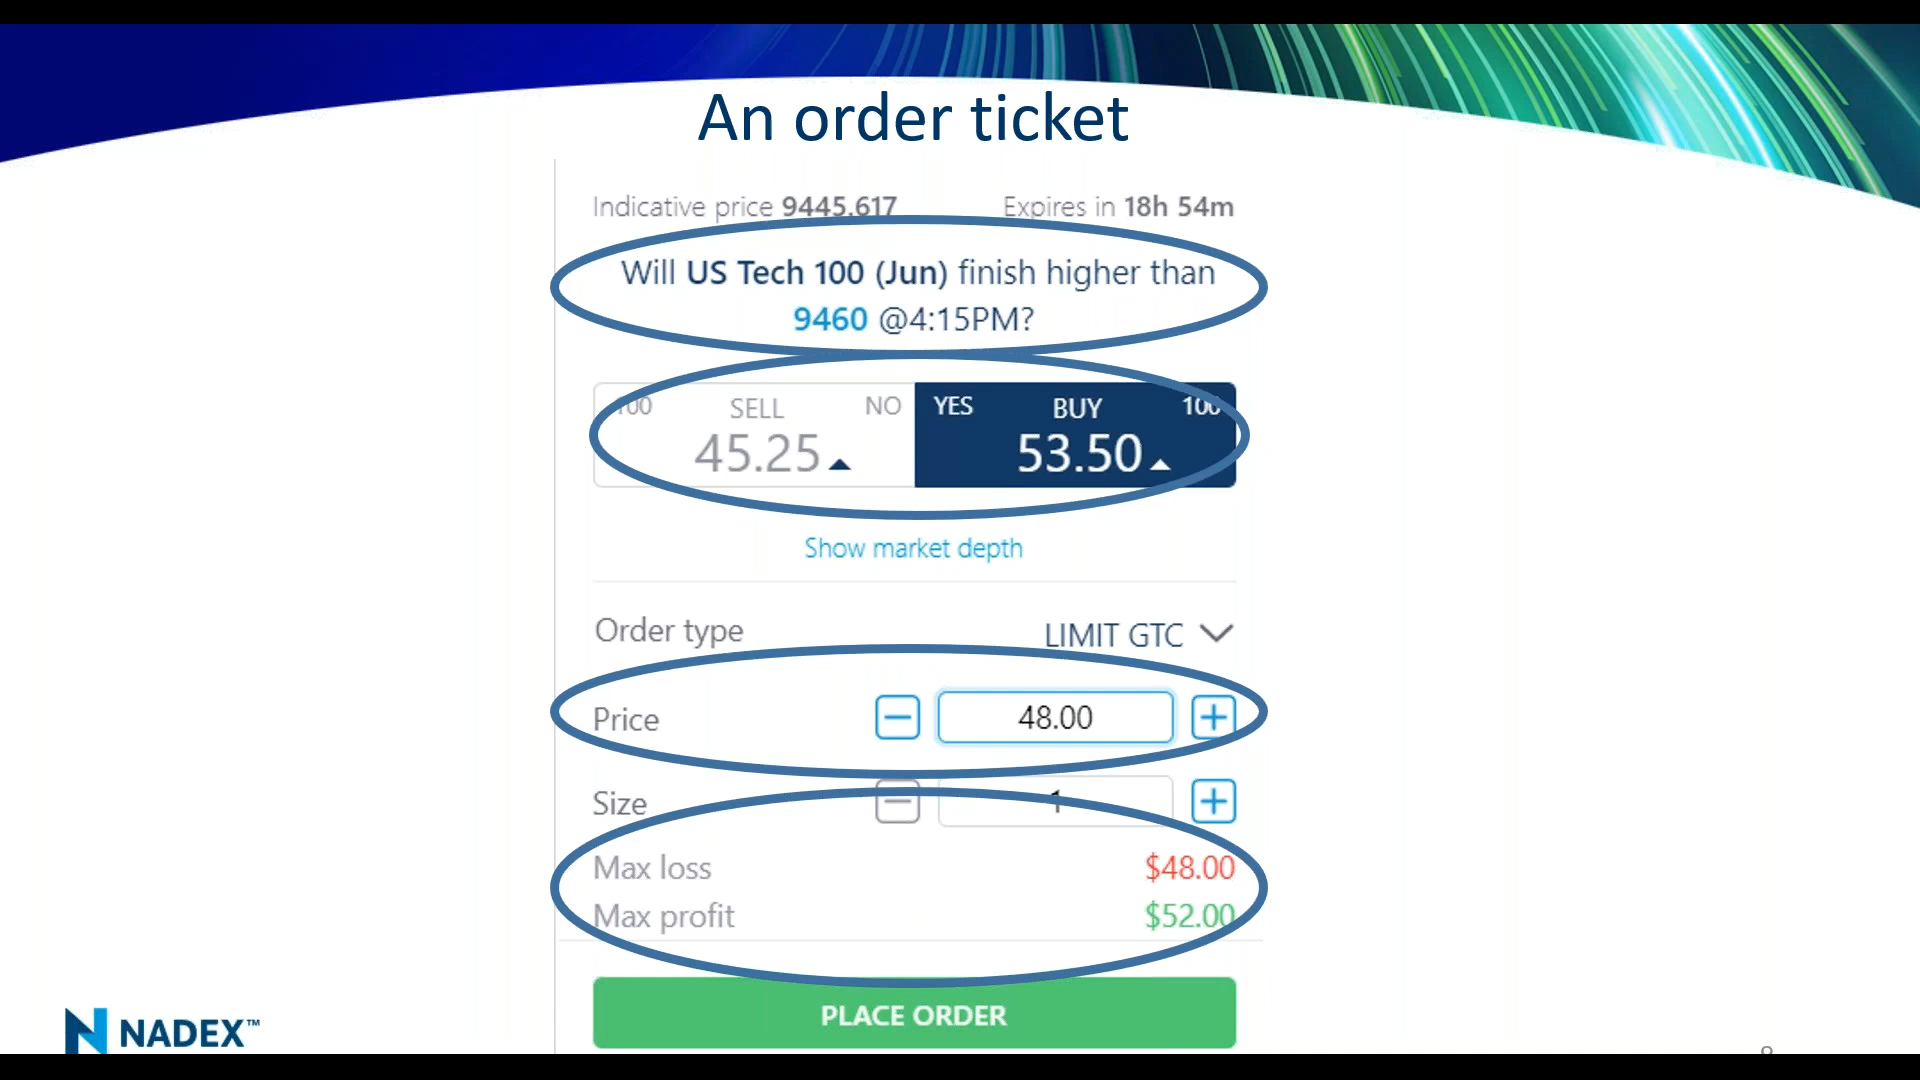 An order ticket
Indicative price 9445.617 Expires in 18h 54m
Will US Tech 100 (Jun) finish higher than
9460 @4:15PM?
100 SELL NO YES BUY 100
45.25 53.50
Show market depth
Order type LIMIT GTC
Price 48.00
Size 1
Max loss $48.00
Max profit $52.00
PLACE ORDER
NADEX™